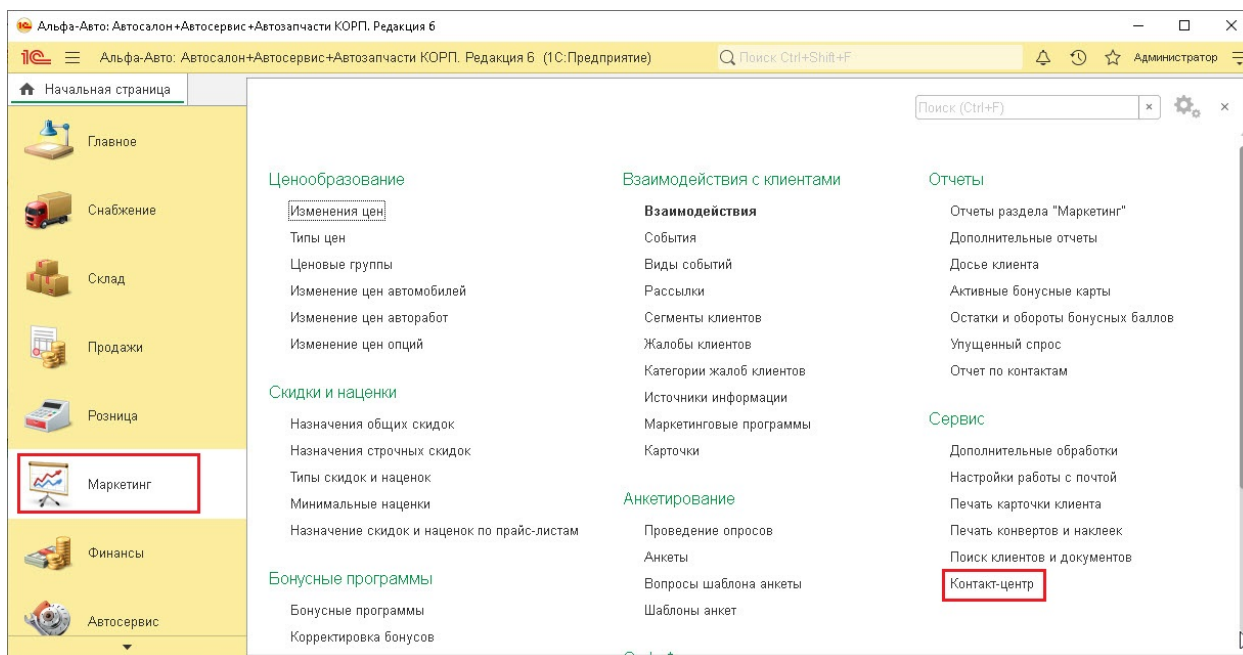 Альфа-Авто: Автосалон+Автосервис+Автозапчасти КОРП. Редакция 6
Альфа-Авто: Автосалон+Автосервис+Автозапчасти КОРП. Редакция 6 (1С:Предприятие)
Поиск Ctrl+Shift+F
Администратор
Начальная страница
Поиск (Ctrl+F)
Главное
Снабжение
Склад
Продажи
Розница
Маркетинг
Финансы
Автосервис
Ценообразование
Изменения цен
Типы цен
Ценовые группы
Изменение цен автомобилей
Изменение цен авторабот
Изменение цен опций
Скидки и наценки
Назначения общих скидок
Назначения строчных скидок
Типы скидок и наценок
Минимальные наценки
Назначение скидок и наценок по прайс-листам
Бонусные программы
Бонусные программы
Корректировка бонусов
Взаимодействия с клиентами
Взаимодействия
События
Виды событий
Рассылки
Сегменты клиентов
Жалобы клиентов
Категории жалоб клиентов
Источники информации
Маркетинговые программы
Карточки
Анкетирование
Проведение опросов
Анкеты
Вопросы шаблона анкеты
Шаблоны анкет
Отчеты
Отчеты раздела "Маркетинг"
Дополнительные отчеты
Досье клиента
Активные бонусные карты
Остатки и обороты бонусных баллов
Упущенный спрос
Отчет по контактам
Сервис
Дополнительные обработки
Настройки работы с почтой
Печать карточки клиента
Печать конвертов и наклеек
Поиск клиентов и документов
Контакт-центр